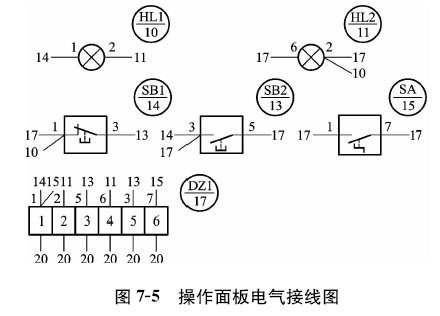 HL1
10
HL2
11
14 1 2 11
17 6 2 17
10
SB1
14
SB2
13
SA
15
17 1 3 13
10
14 3 5 17
17
17 1 7 17
DZ1
17
14 15 11 13 11 13 15
1 2 5 6 3 7
1 2 3 4 5 6
20 20 20 20 20 20
图 7-5 操作面板电气接线图